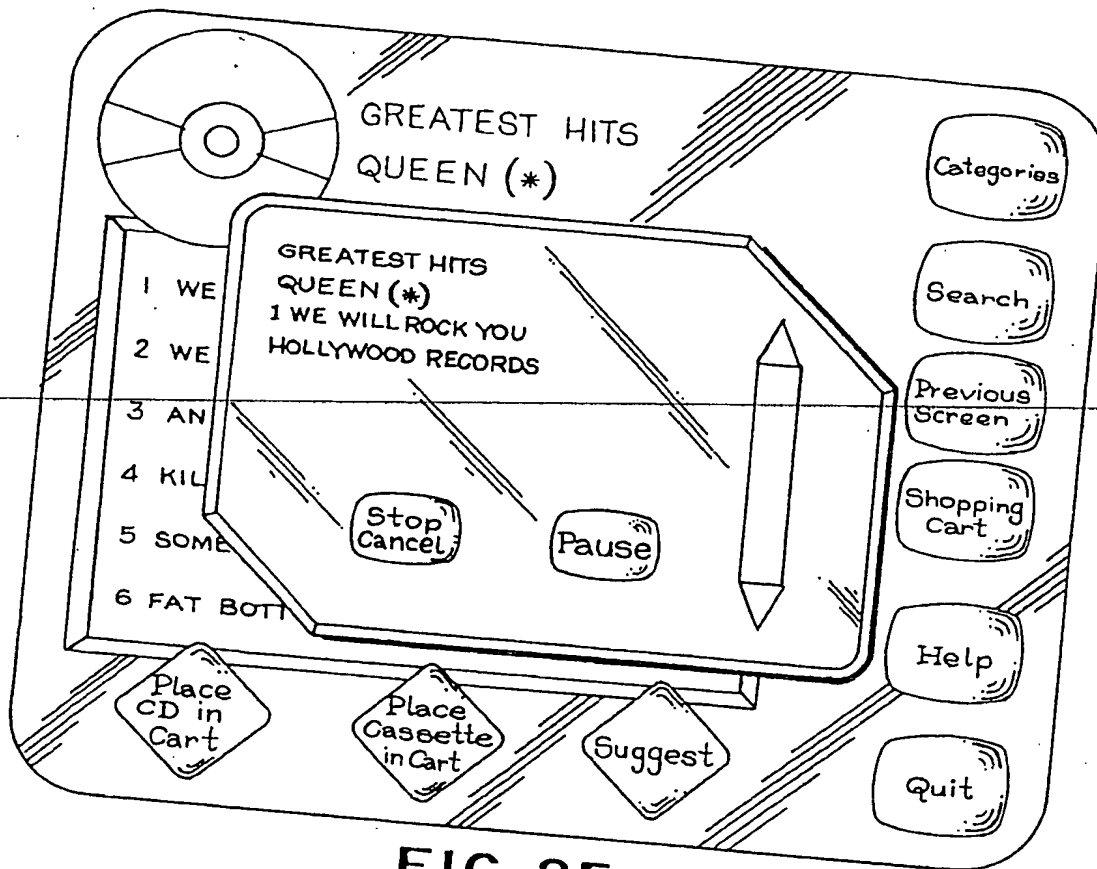 GREATEST HITS
QUEEN (*)
GREATEST HITS
QUEEN (*)
1 WE WILL ROCK YOU
HOLLYWOOD RECORDS
1 WE
2 WE
3 AN
4 KIL
5 SOME
6 FAT BOTT
Stop
Cancel
Pause
Categories
Search
Previous
Screen
Shopping
Cart
Help
Quit
Place
CD in
Cart
Place
Cassette
in Cart
Suggest